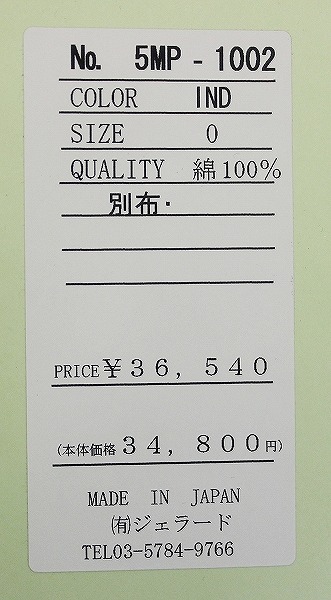 No. 5MP - 1002
COLOR IND
SIZE 0
QUALITY 綿100%
別布・
PRICE ¥36,540
(本体価格 34,800円)
MADE IN JAPAN
㈲ジェラード
TEL03-5784-9766